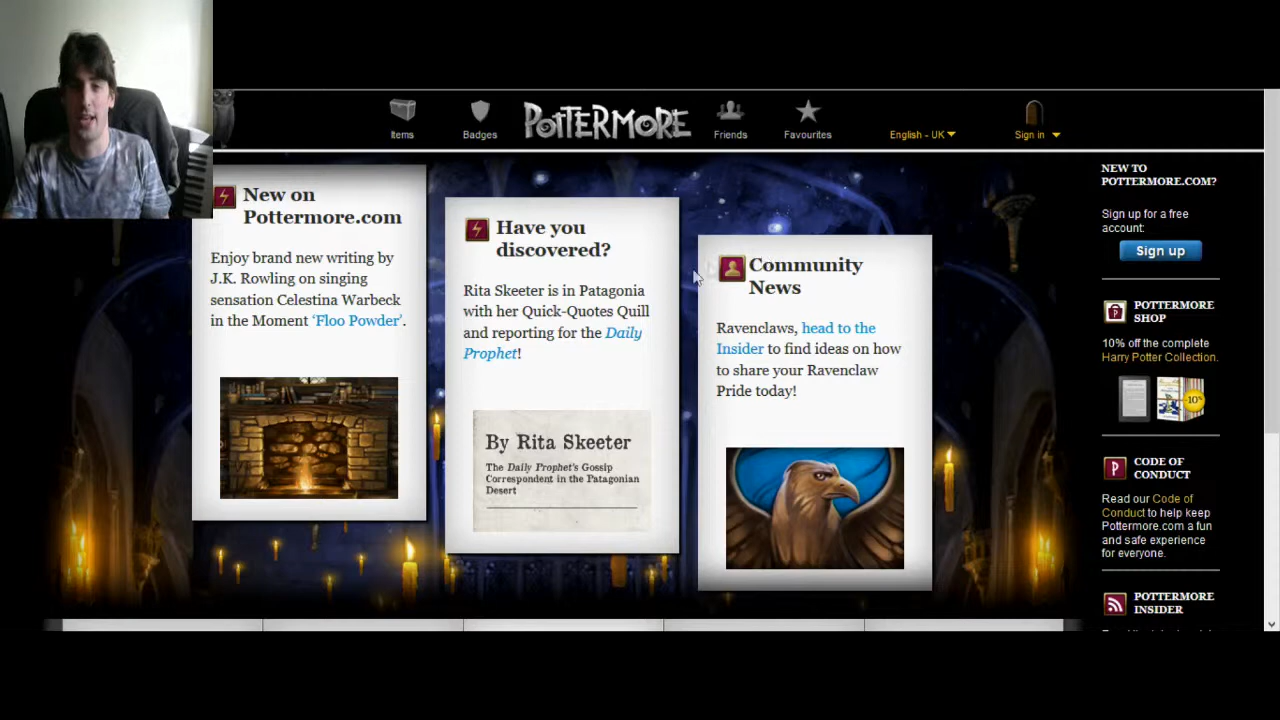 Items
Badges
POTTERMORE
Friends
Favourites
English - UK
Sign in
New on
Pottermore.com
Enjoy brand new writing by
J.K. Rowling on singing
sensation Celestina Warbeck
in the Moment ‘Floo Powder’.
Have you
discovered?
Rita Skeeter is in Patagonia
with her Quick-Quotes Quill
and reporting for the Daily
Prophet!
By Rita Skeeter
The Daily Prophet's Gossip
Correspondent in the Patagonian
Desert
Community
News
Ravenclaws, head to the
Insider to find ideas on how
to share your Ravenclaw
Pride today!
NEW TO
POTTERMORE.COM?
Sign up for a free
account:
Sign up
POTTERMORE
SHOP
10% off the complete
Harry Potter Collection.
-10%
CODE OF
CONDUCT
Read our Code of
Conduct to help keep
Pottermore.com a fun
and safe experience
for everyone.
POTTERMORE
INSIDER